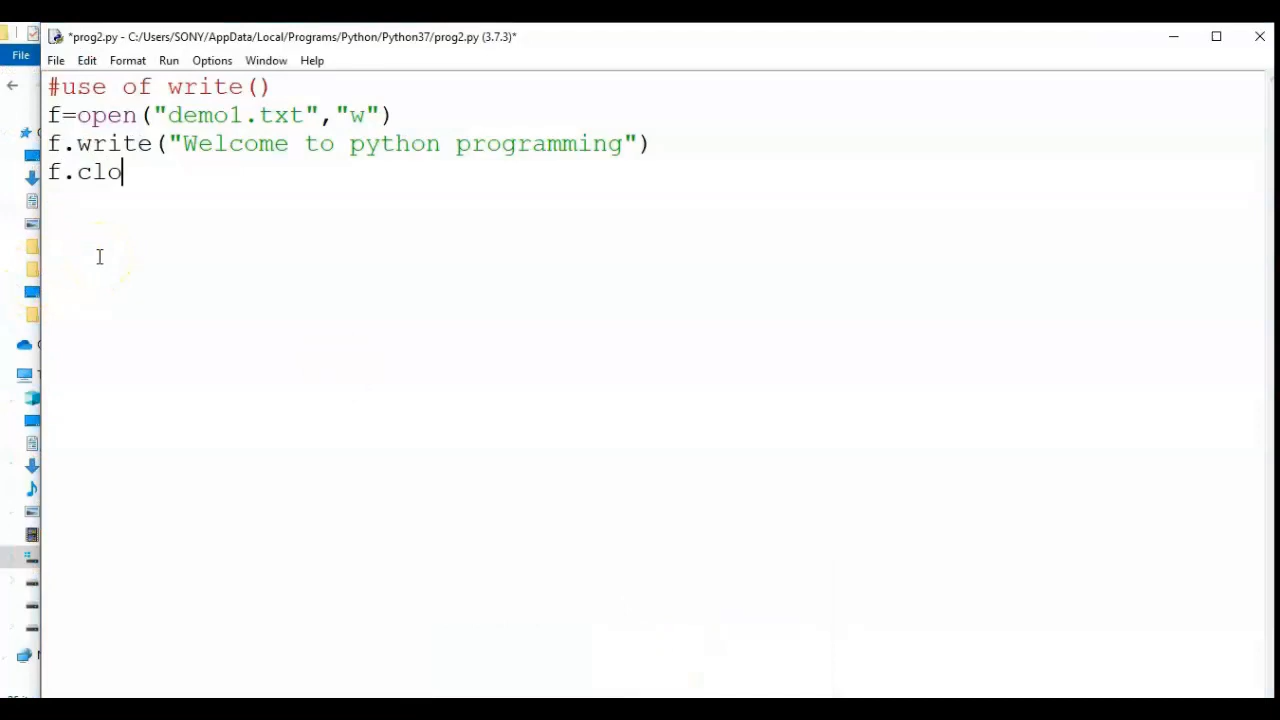 *prog2.py - C:/Users/SONY/AppData/Local/Programs/Python/Python37/prog2.py (3.7.3)*
File
File Edit Format Run Options Window Help
#use of write()
f=open("demo1.txt","w")
f.write("Welcome to python programming")
f.clo